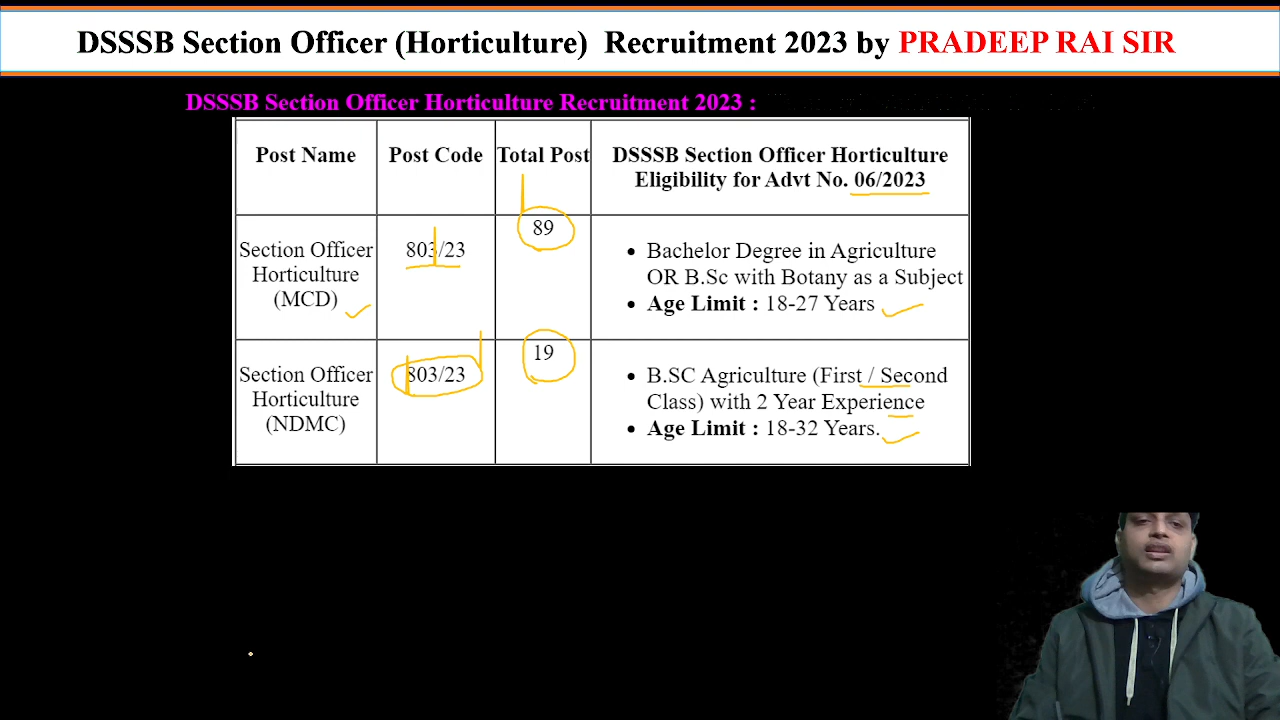 DSSSB Section Officer (Horticulture) Recruitment 2023 by PRADEEP RAI SIR
DSSSB Section Officer Horticulture Recruitment 2023 :
Post Name
Post Code
Total Post
DSSSB Section Officer Horticulture
Eligibility for Advt No. 06/2023
Section Officer
Horticulture
(MCD)
803/23
89
• Bachelor Degree in Agriculture
OR B.Sc with Botany as a Subject
• Age Limit : 18-27 Years
Section Officer
Horticulture
(NDMC)
803/23
19
• B.SC Agriculture (First / Second
Class) with 2 Year Experience
• Age Limit : 18-32 Years.